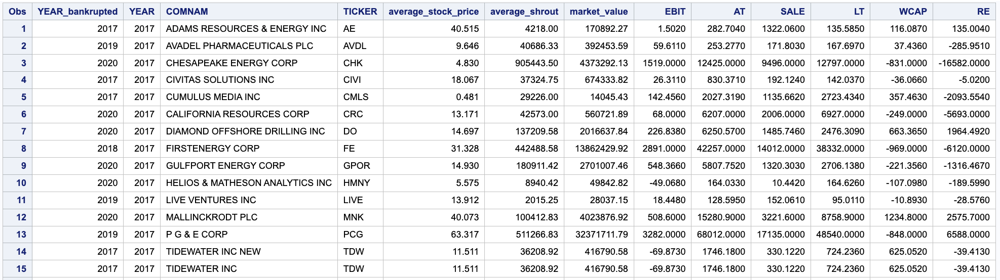 Obs YEAR_bankrupted YEAR COMNAM TICKER average_stock_price average_shrout market_value EBIT AT SALE LT WCAP RE
1 2017 2017 ADAMS RESOURCES & ENERGY INC AE 40.515 4218.00 170892.27 1.5020 282.7040 1322.0600 135.5850 116.0870 135.0040
2 2019 2017 AVADEL PHARMACEUTICALS PLC AVDL 9.646 40686.33 392453.59 59.6110 253.2770 171.8030 167.6970 37.4360 -285.9510
3 2020 2017 CHESAPEAKE ENERGY CORP CHK 4.830 905443.50 4373292.13 1519.0000 12425.0000 9496.0000 12797.0000 -831.0000 -16582.0000
4 2017 2017 CIVITAS SOLUTIONS INC CIVI 18.067 37324.75 674333.82 26.3110 830.3710 192.1240 142.0370 -36.0660 -5.0200
5 2017 2017 CUMULUS MEDIA INC CMLS 0.481 29226.00 14045.43 142.4560 2027.3190 1135.6620 2723.4340 357.4630 -2093.5540
6 2020 2017 CALIFORNIA RESOURCES CORP CRC 13.171 42573.00 560721.89 68.0000 6207.0000 2006.0000 6927.0000 -249.0000 -5693.0000
7 2020 2017 DIAMOND OFFSHORE DRILLING INC DO 14.697 137209.58 2016637.84 226.8380 6250.5700 1485.7460 2476.3090 663.3650 1964.4920
8 2018 2017 FIRSTENERGY CORP FE 31.328 442488.58 13862429.92 2891.0000 42257.0000 14012.0000 38332.0000 -969.0000 -6120.0000
9 2020 2017 GULFPORT ENERGY CORP GPOR 14.930 180911.42 2701007.46 548.3660 5807.7520 1320.3030 2706.1380 -221.3560 -1316.4670
10 2020 2017 HELIOS & MATHESON ANALYTICS INC HMNY 5.575 8940.42 49842.82 -49.0680 164.0330 10.4420 164.6260 -107.0980 -189.5990
11 2019 2017 LIVE VENTURES INC LIVE 13.912 2015.25 28037.15 18.4480 128.5950 152.0610 95.0110 -10.8930 -28.5760
12 2020 2017 MALLINCKRODT PLC MNK 40.073 100412.83 4023876.92 508.6000 15280.9000 3221.6000 8758.9000 1234.8000 2575.7000
13 2019 2017 P G & E CORP PCG 63.317 511266.83 32371711.79 3282.0000 68012.0000 17135.0000 48540.0000 -848.0000 6588.0000
14 2017 2017 TIDEWATER INC NEW TDW 11.511 36208.92 416790.58 -69.8730 1746.1800 330.1220 724.2360 625.0520 -39.4130
15 2017 2017 TIDEWATER INC TDW 11.511 36208.92 416790.58 -69.8730 1746.1800 330.1220 724.2360 625.0520 -39.4130